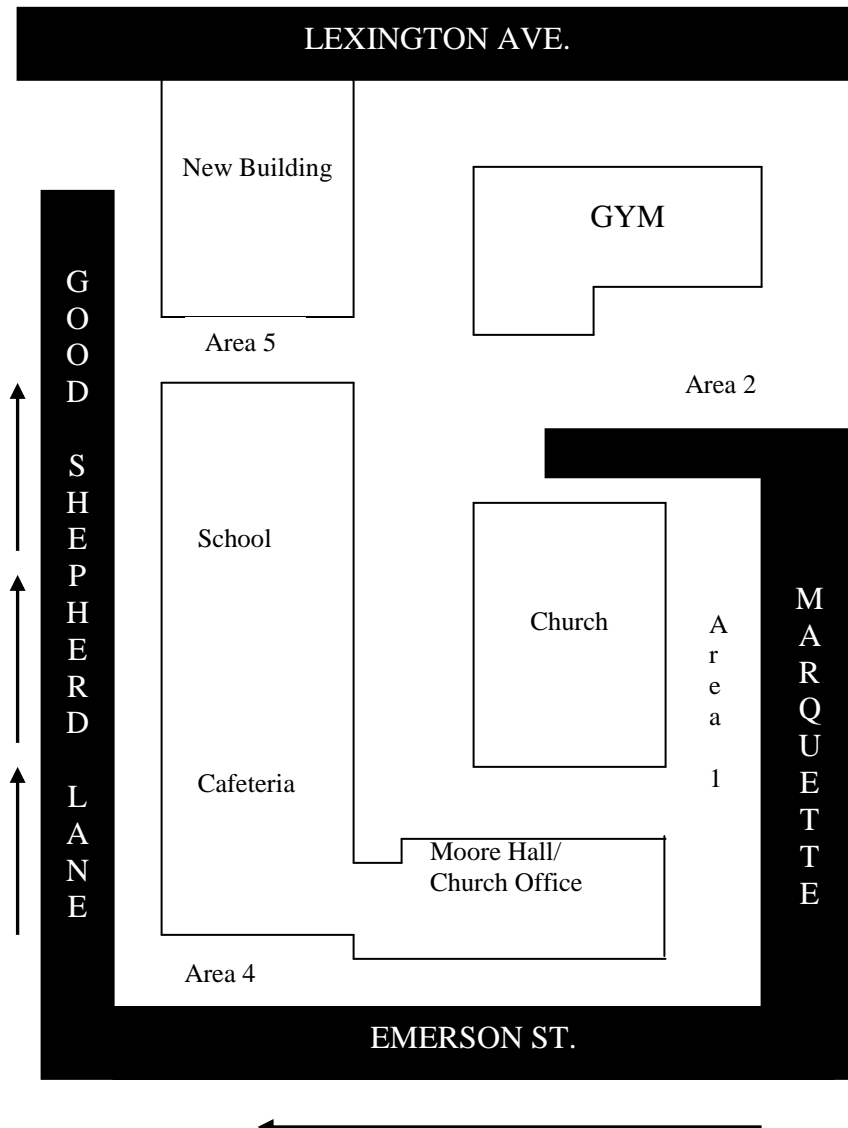 LEXINGTON AVE.
New Building
GYM
GOOD SHEPHERD LANE
Area 5
Area 2
School
Church
Area 1
MARQUETTE
Cafeteria
Moore Hall/
Church Office
Area 4
EMERSON ST.